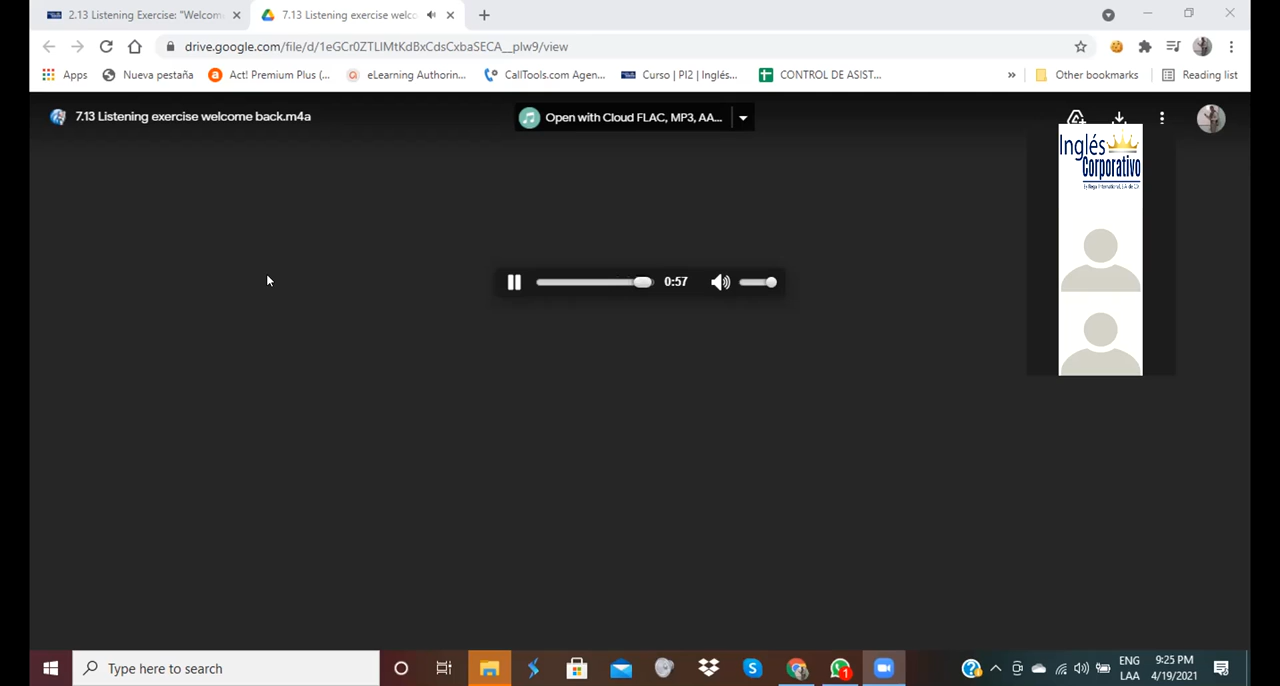 2.13 Listening Exercise: "Welcom
7.13 Listening exercise welco
drive.google.com/file/d/1eGCr0ZTLIMtKdBxCdsCxbaSECA__plw9/view
Apps
Nueva pestaña
Act! Premium Plus (...
eLearning Authorin...
CallTools.com Agen...
Curso | PI2 | Inglés...
CONTROL DE ASIST...
»
Other bookmarks
Reading list
7.13 Listening exercise welcome back.m4a
Open with Cloud FLAC, MP3, AA...
Inglés
Corporativo
0:57
Type here to search
1
ENG
LAA
9:25 PM
4/19/2021